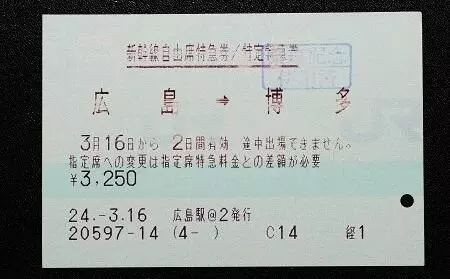 新幹線自由席特急券/特定特急券
広島 ➡ 博多
3月16日から 2日間有効 途中出場できません。
指定席への変更は指定席特急料金との差額が必要
¥3,250
24.-3.16 広島駅@2発行
20597-14 (4- ) C14 経1